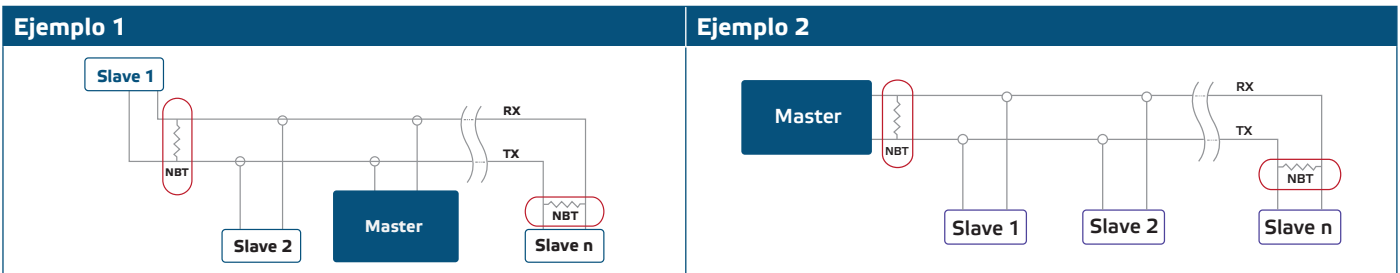 Ejemplo 1
Slave 1
RX
TX
NBT
NBT
Slave 2
Master
Slave n
Ejemplo 2
Master
RX
TX
NBT
NBT
Slave 1
Slave 2
Slave n